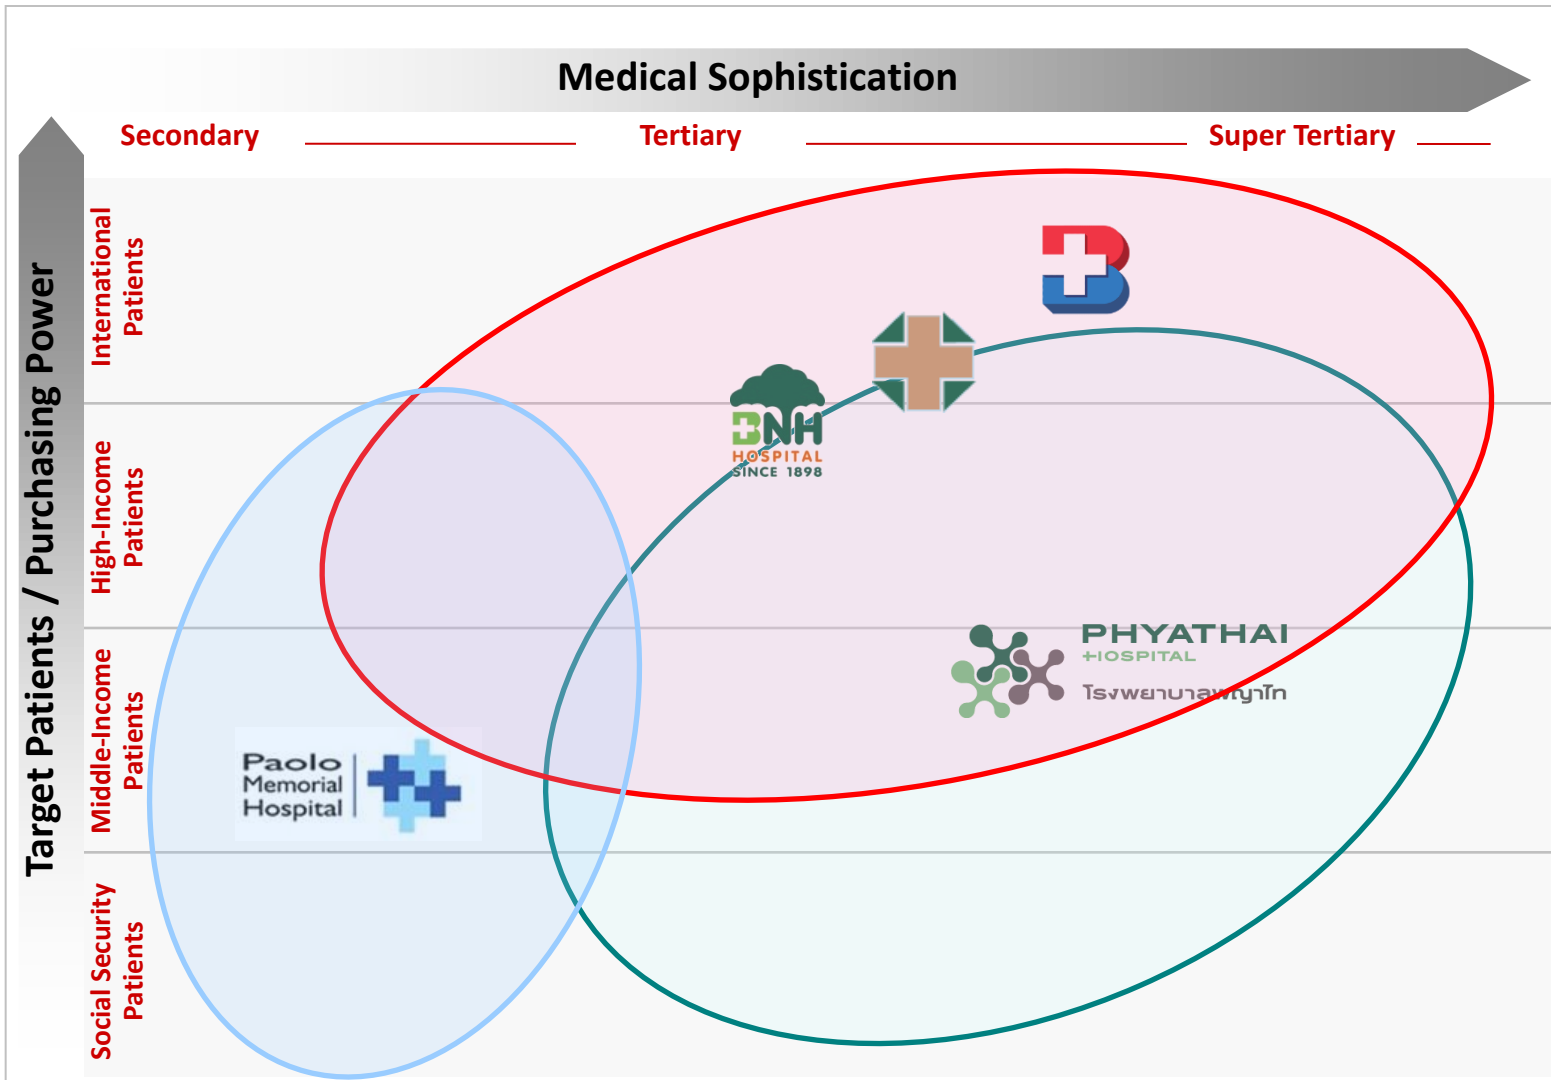 Medical Sophistication
Secondary
Tertiary
Super Tertiary
Target Patients / Purchasing Power
International
Patients
High-Income
Patients
Middle-Income
Patients
Social Security
Patients
B
BNH
HOSPITAL
SINCE 1898
PHYATHAI
HOSPITAL
โรงพยาบาลพญาไท
Paolo
Memorial
Hospital